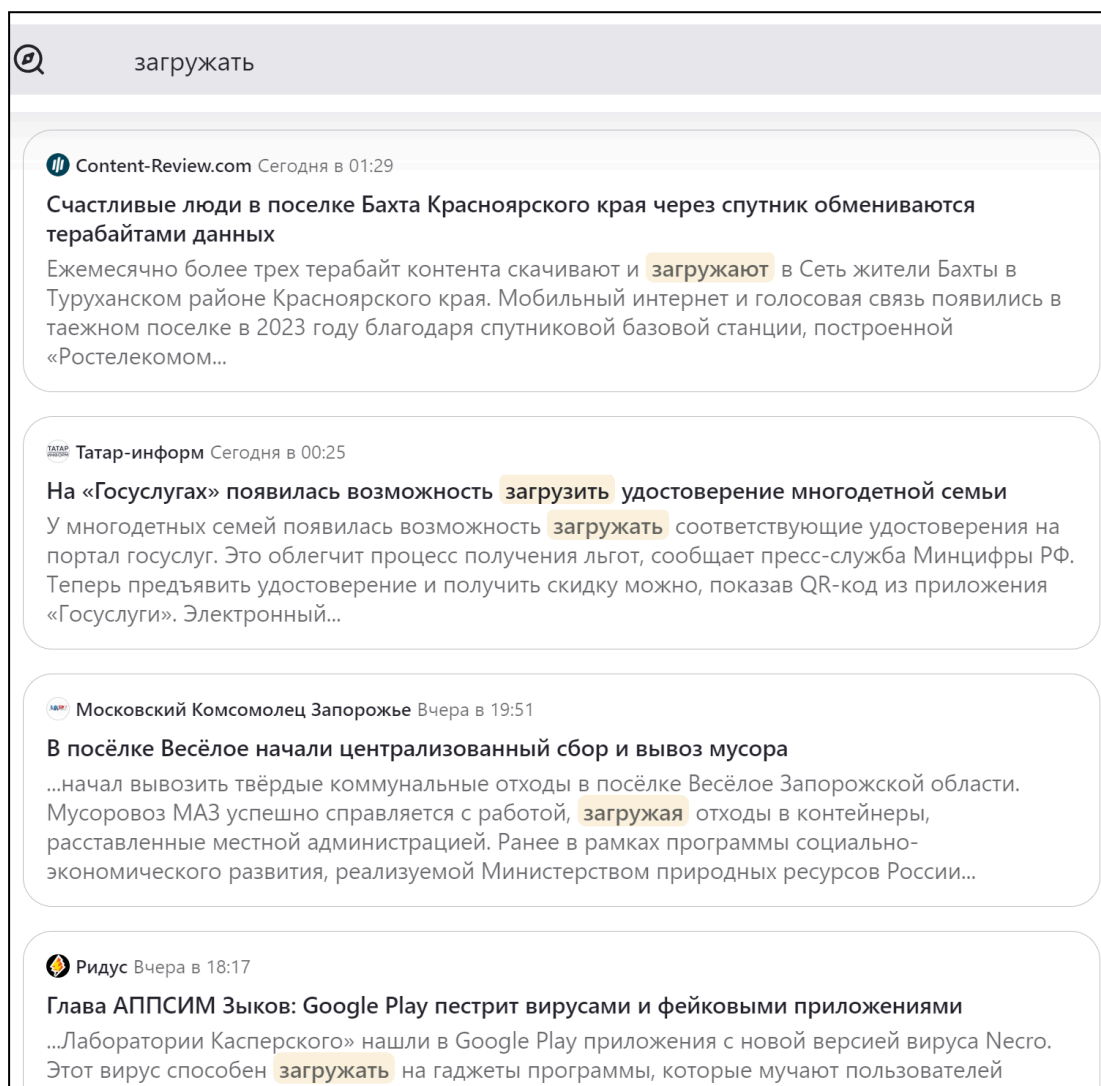 загружать
Content-Review.com Сегодня в 01:29
Счастливые люди в поселке Бахта Красноярского края через спутник обмениваются
терабайтами данных
Ежемесячно более трех терабайт контента скачивают и загружают в Сеть жители Бахты в
Туруханском районе Красноярского края. Мобильный интернет и голосовая связь появились в
таежном поселке в 2023 году благодаря спутниковой базовой станции, построенной
«Ростелекомом...
Татар-информ Сегодня в 00:25
На «Госуслугах» появилась возможность загрузить удостоверение многодетной семьи
У многодетных семей появилась возможность загружать соответствующие удостоверения на
портал госуслуг. Это облегчит процесс получения льгот, сообщает пресс-служба Минцифры РФ.
Теперь предъявить удостоверение и получить скидку можно, показав QR-код из приложения
«Госуслуги». Электронный...
Московский Комсомолец Запорожье Вчера в 19:51
В посёлке Весёлое начали централизованный сбор и вывоз мусора
...начал вывозить твёрдые коммунальные отходы в посёлке Весёлое Запорожской области.
Мусоровоз МАЗ успешно справляется с работой, загружая отходы в контейнеры,
расставленные местной администрацией. Ранее в рамках программы социально-
экономического развития, реализуемой Министерством природных ресурсов России...
Ридус Вчера в 18:17
Глава АППСИМ Зыков: Google Play пестрит вирусами и фейковыми приложениями
...Лаборатории Касперского» нашли в Google Play приложения с новой версией вируса Necro.
Этот вирус способен загружать на гаджеты программы, которые мучают пользователей